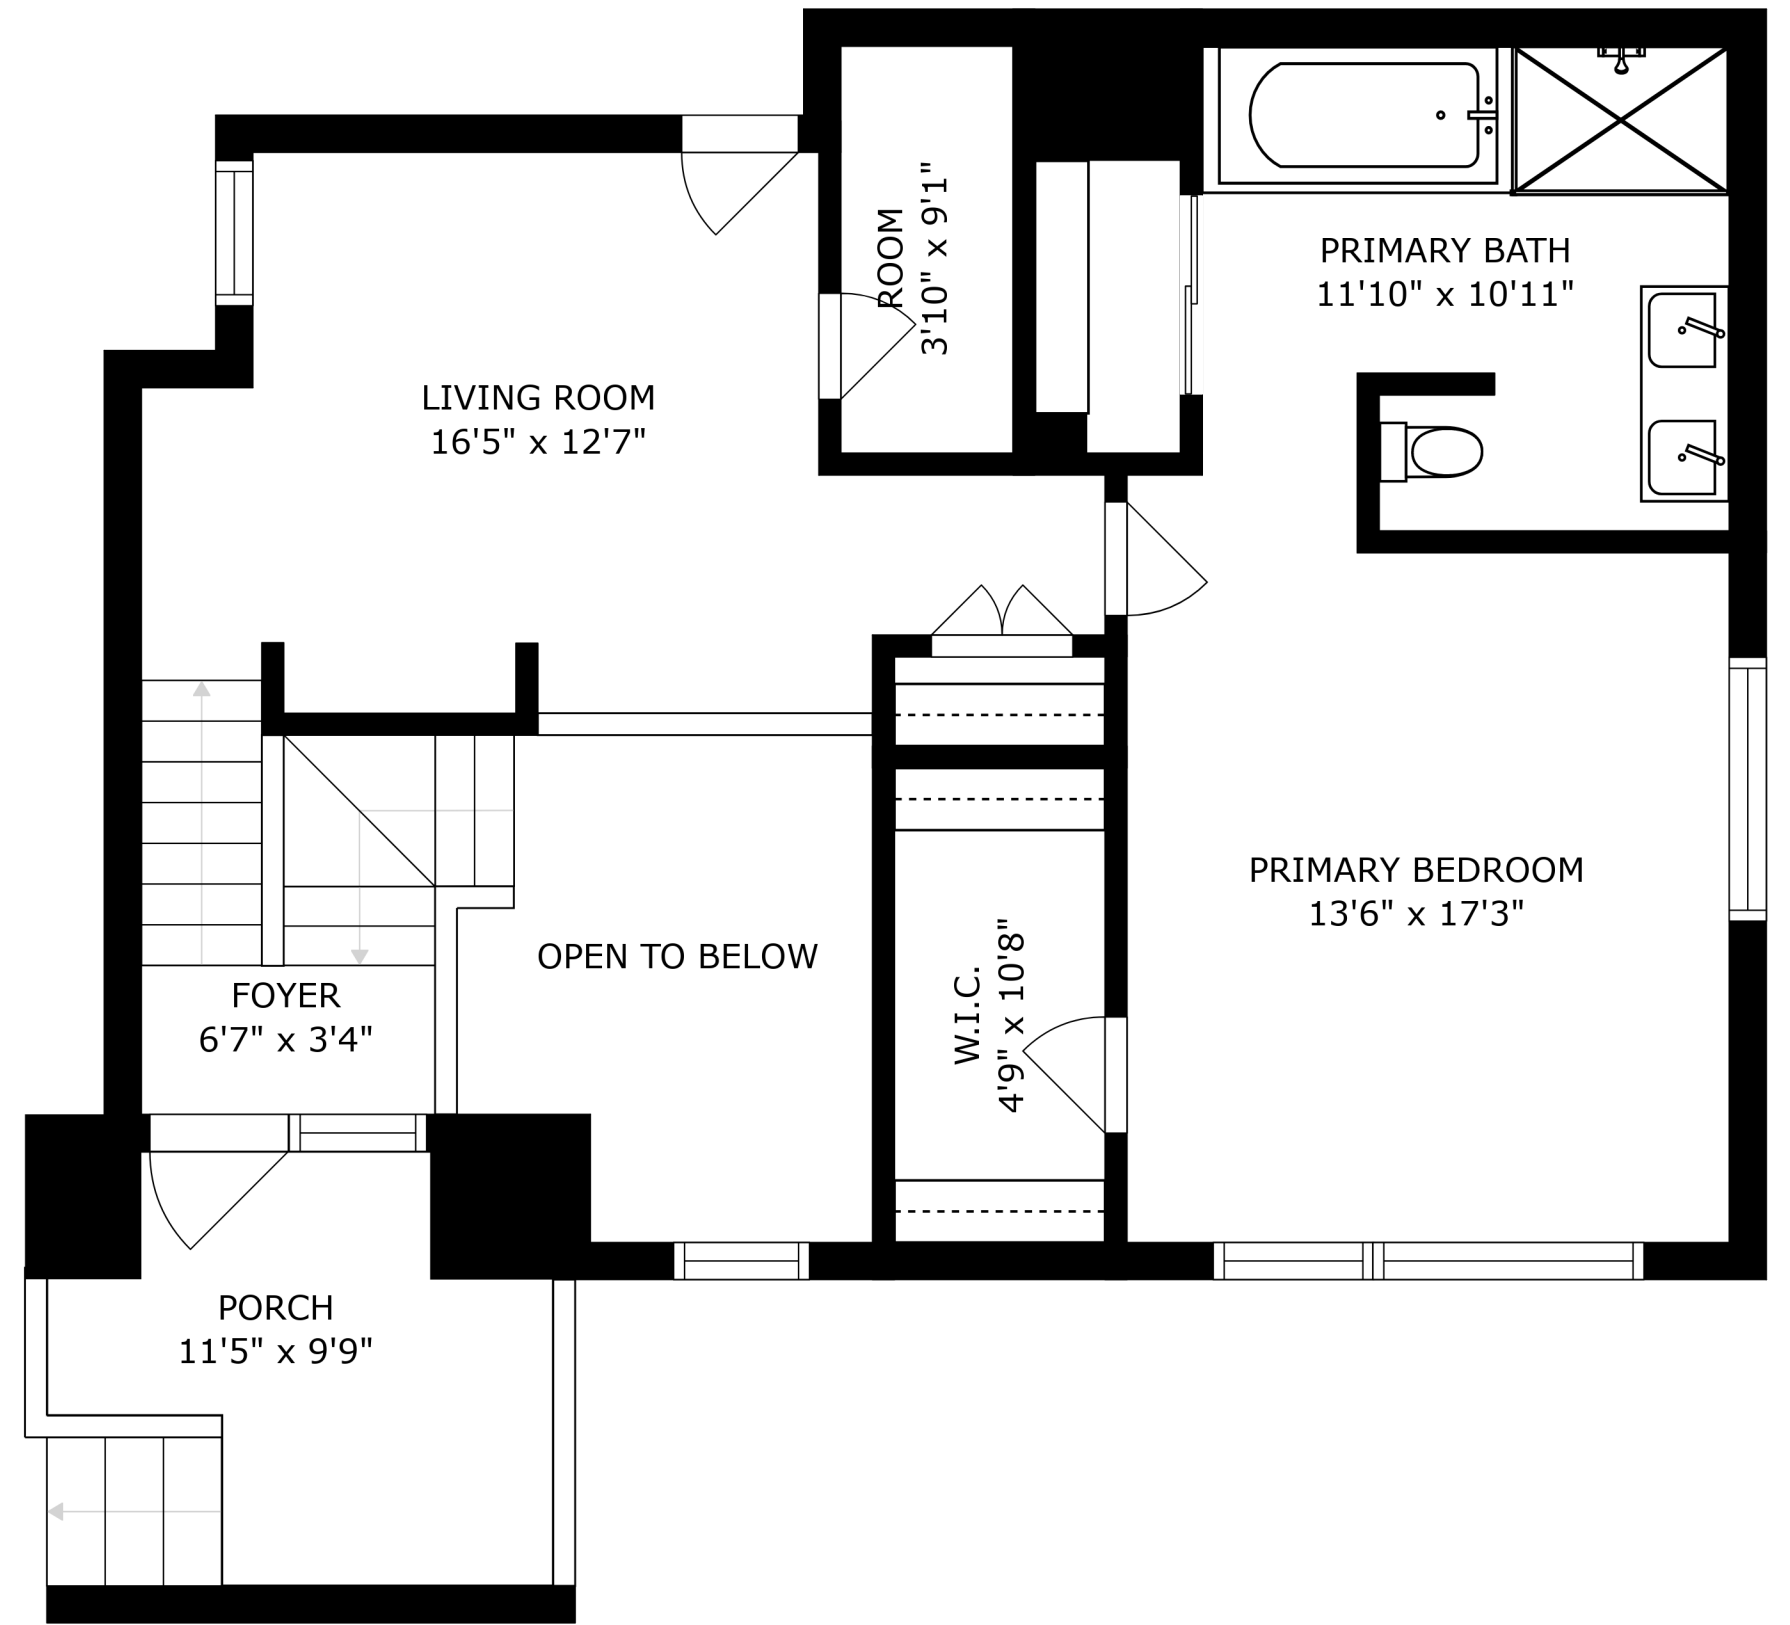 ROOM
3'10" x 9'1"
PRIMARY BATH
11'10" x 10'11"
LIVING ROOM
16'5" x 12'7"
PRIMARY BEDROOM
13'6" x 17'3"
OPEN TO BELOW
W.I.C.
4'9" x 10'8"
FOYER
6'7" x 3'4"
PORCH
11'5" x 9'9"